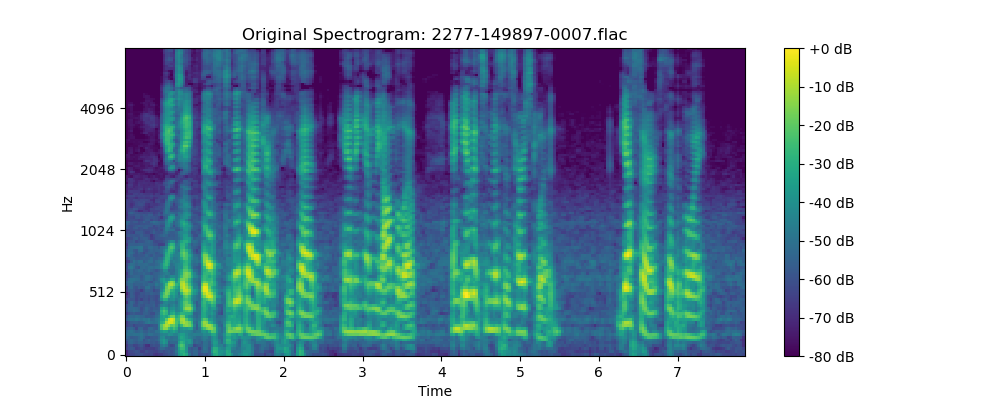 Original Spectrogram: 2277-149897-0007.flac
Hz
4096
2048
1024
512
0
0 1 2 3 4 5 6 7
Time
+0 dB
-10 dB
-20 dB
-30 dB
-40 dB
-50 dB
-60 dB
-70 dB
-80 dB